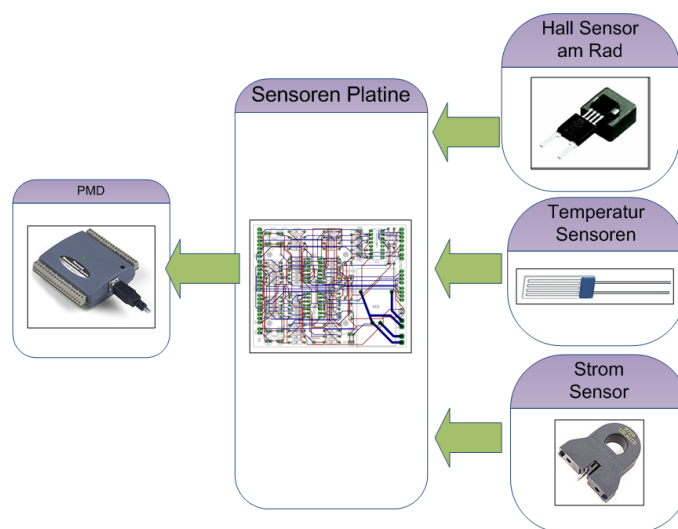 Hall Sensor
am Rad
Sensoren Platine
PMD
Temperatur
Sensoren
Strom
Sensor